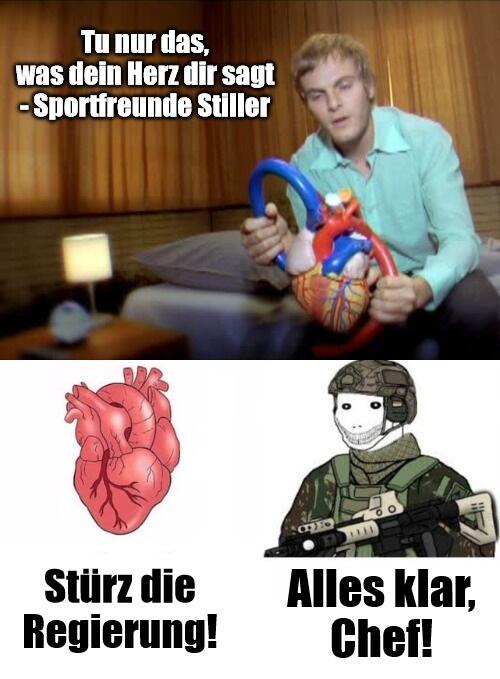 Tu nur das,
was dein Herz dir sagt
- Sportfreunde Stiller
Stürz die
Regierung!
Alles klar,
Chef!